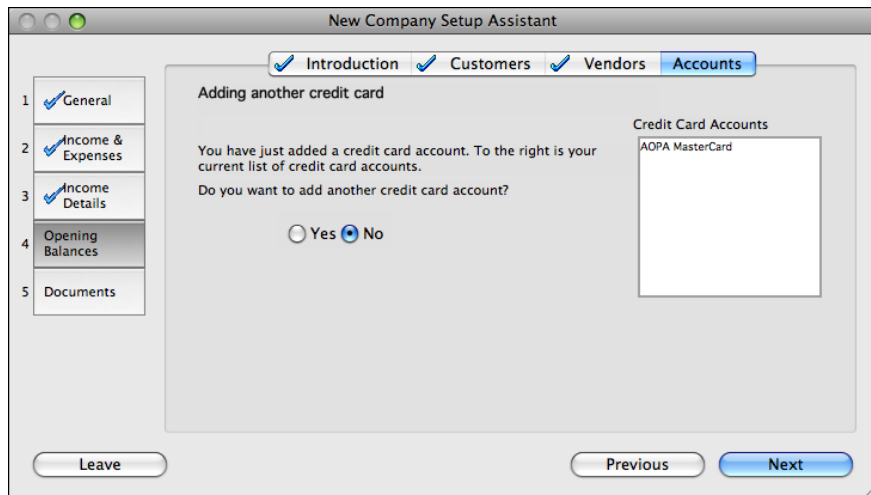 New Company Setup Assistant
Introduction Customers Vendors Accounts
1 General
2 Income &
Expenses
3 Income
Details
4 Opening
Balances
5 Documents
Adding another credit card
You have just added a credit card account. To the right is your
current list of credit card accounts.
Do you want to add another credit card account?
Yes No
Credit Card Accounts
AOPA MasterCard
Leave Previous Next